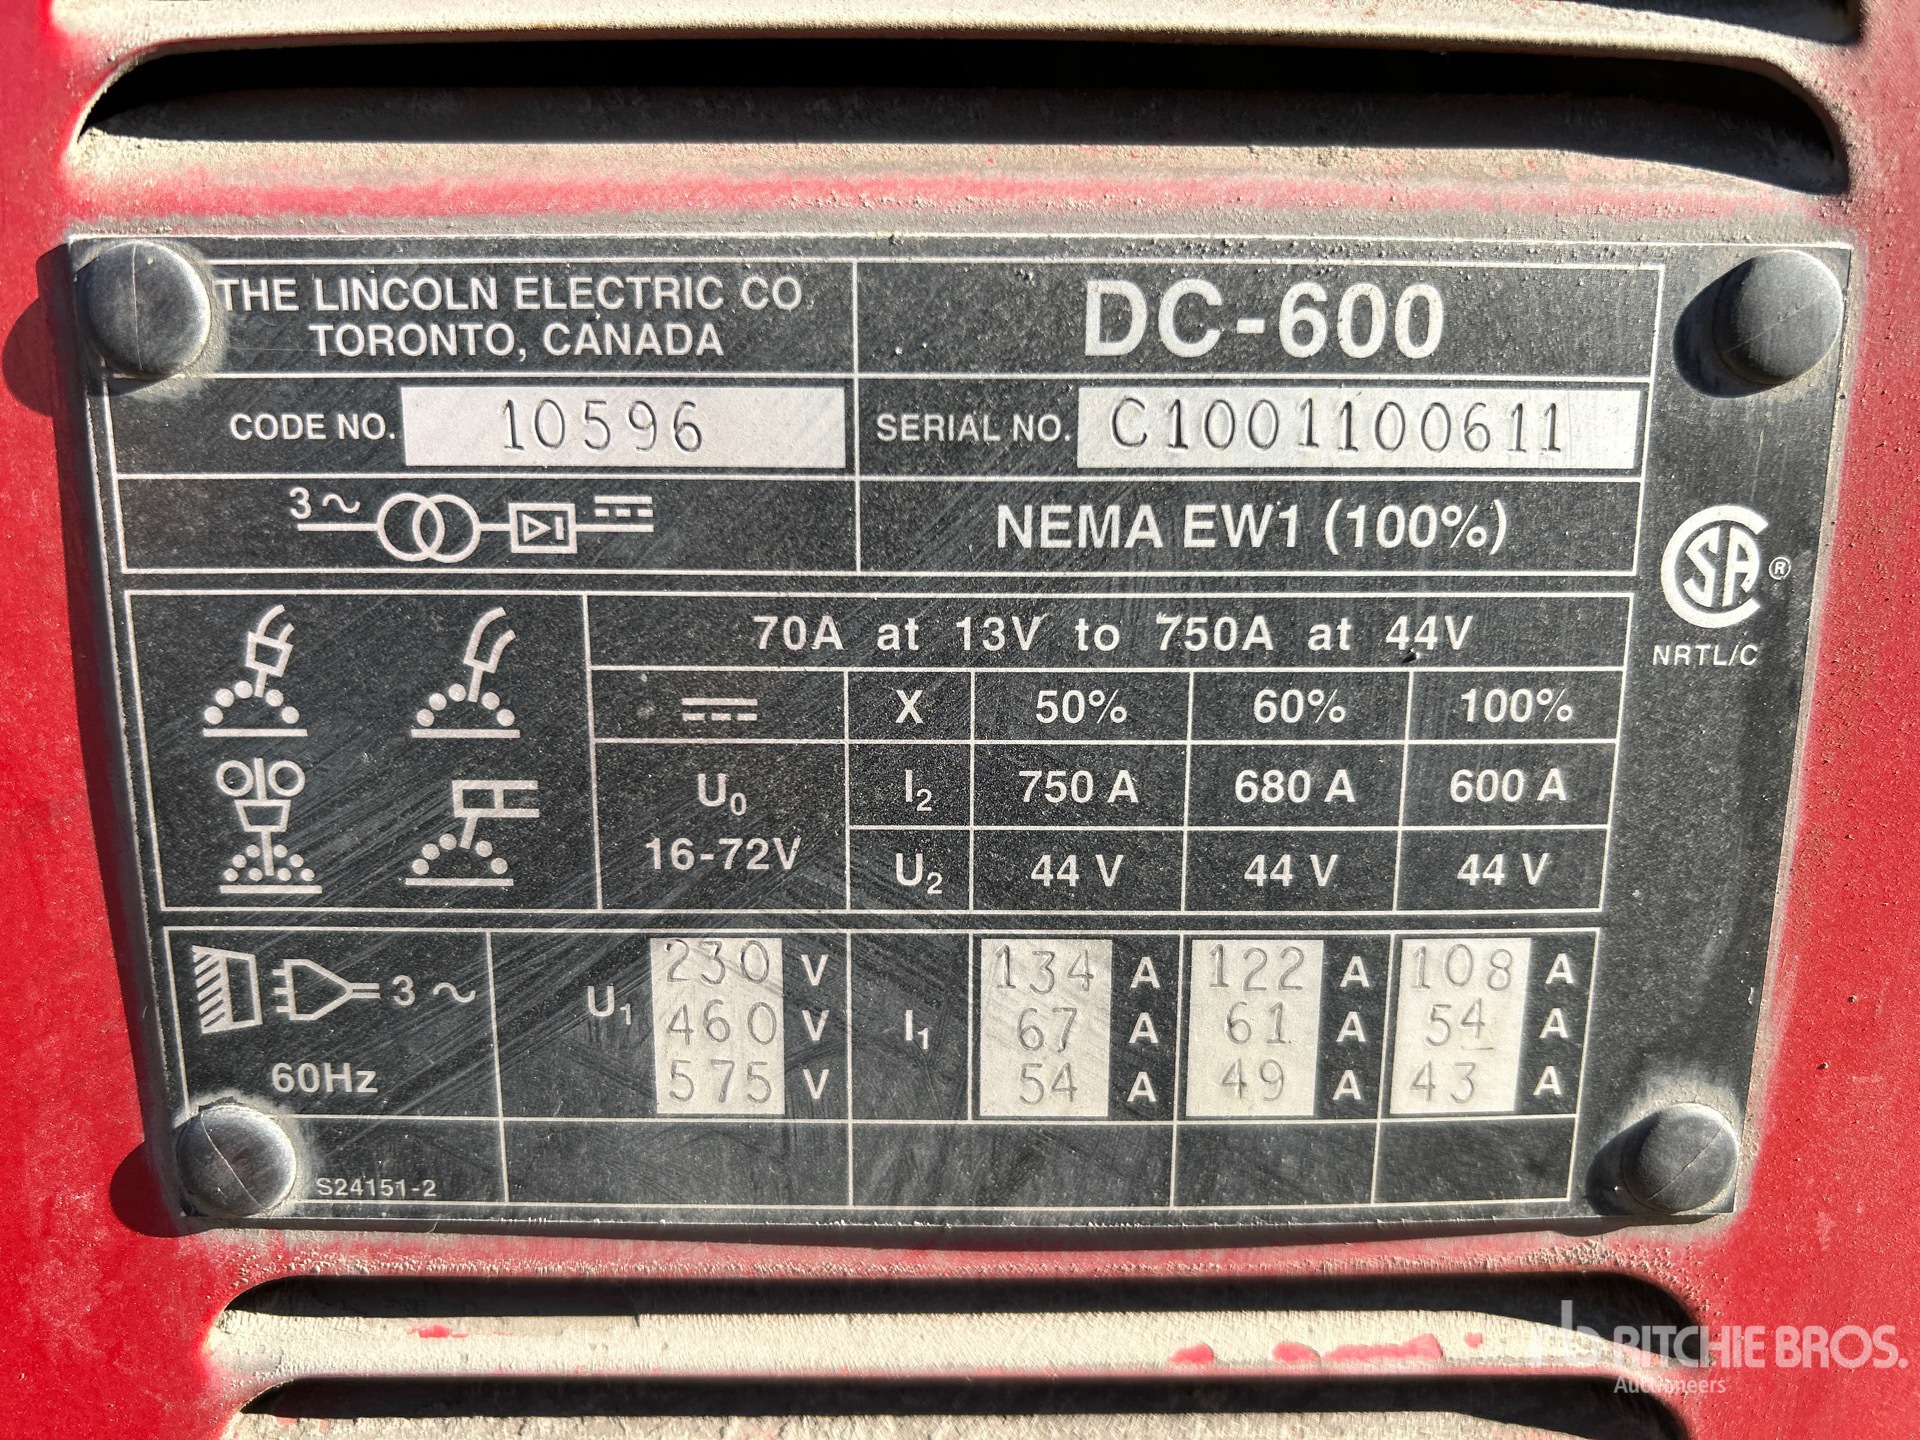 THE LINCOLN ELECTRIC CO
TORONTO, CANADA
DC-600
CODE NO. 10596
SERIAL NO. C1001100611
3~
NEMA EW1 (100%)
SA ®
NRTL/C
70A at 13V to 750A at 44V
X 50% 60% 100%
U0
16-72V
I2 750 A 680 A 600 A
U2 44 V 44 V 44 V
3~
60Hz
U1
230 V
460 V
575 V
I1
134 A 122 A 108 A
67 A 61 A 54 A
54 A 49 A 43 A
S24151-2
rb RITCHIE BROS.
Auctioneers